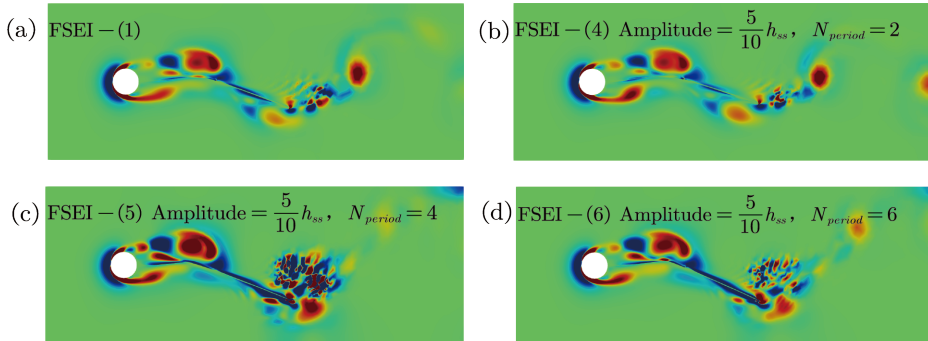 (a) FSEI－(1)
(b) FSEI－(4) Amplitude = 5/10 h_ss, N_period = 2
(c) FSEI－(5) Amplitude = 5/10 h_ss, N_period = 4
(d) FSEI－(6) Amplitude = 5/10 h_ss, N_period = 6